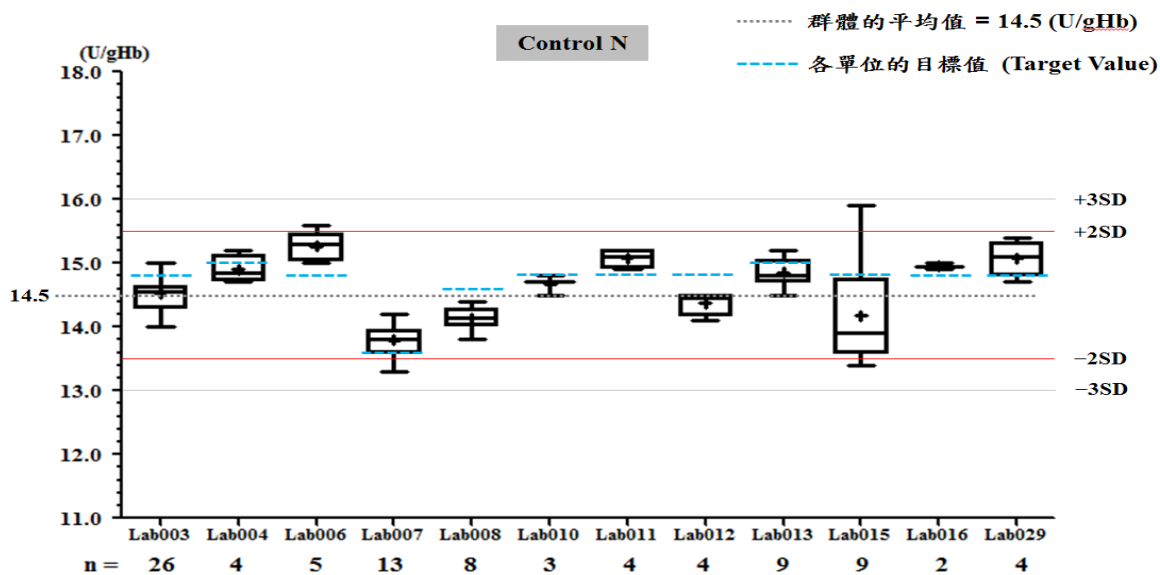 群體的平均值 = 14.5 (U/gHb)
Control N
(U/gHb)
各單位的目標值 (Target Value)
18.0
17.0
16.0
+3SD
+2SD
15.0
14.5
14.0
−2SD
13.0
−3SD
12.0
11.0
Lab003 Lab004 Lab006 Lab007 Lab008 Lab010 Lab011 Lab012 Lab013 Lab015 Lab016 Lab029
n = 26 4 5 13 8 3 4 4 9 9 2 4